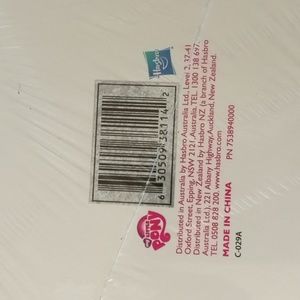 Hasbro
6 30509 38114 2
MY LITTLE PONY
Distributed in Australia by Hasbro Australia Ltd., Level 2, 37-41
Oxford Street, Epping, NSW 2121, Australia. TEL. 1300 138 697.
Distributed in New Zealand by Hasbro NZ (a branch of Hasbro
Australia Ltd.), 221 Albany Highway, Auckland, New Zealand.
TEL. 0508 828 200. www.hasbro.com
PN 7538940000
MADE IN CHINA
C-029A